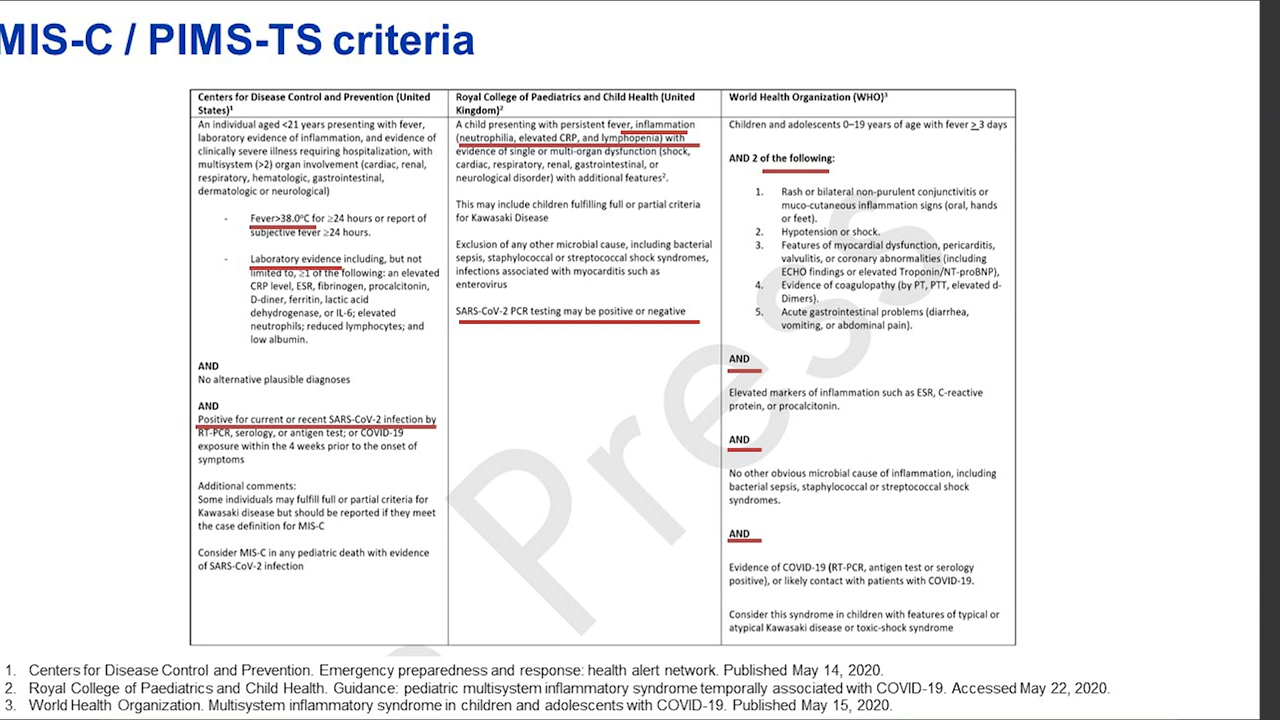 MIS-C / PIMS-TS criteria
Centers for Disease Control and Prevention (United
States)¹
An individual aged <21 years presenting with fever,
laboratory evidence of inflammation, and evidence of
clinically severe illness requiring hospitalization, with
multisystem (>2) organ involvement (cardiac, renal,
respiratory, hematologic, gastrointestinal,
dermatologic or neurological)
- Fever>38.0°C for ≥24 hours or report of
subjective fever ≥24 hours.
- Laboratory evidence including, but not
limited to, ≥1 of the following: an elevated
CRP level, ESR, fibrinogen, procalcitonin,
D-diner, ferritin, lactic acid
dehydrogenase, or IL-6; elevated
neutrophils; reduced lymphocytes; and
low albumin.
AND
No alternative plausible diagnoses
AND
Positive for current or recent SARS-CoV-2 infection by
RT-PCR, serology, or antigen test; or COVID-19
exposure within the 4 weeks prior to the onset of
symptoms
Additional comments:
Some individuals may fulfill full or partial criteria for
Kawasaki disease but should be reported if they meet
the case definition for MIS-C
Consider MIS-C in any pediatric death with evidence
of SARS-CoV-2 infection
Royal College of Paediatrics and Child Health (United
Kingdom)²
A child presenting with persistent fever, inflammation
(neutrophilia, elevated CRP, and lymphopenia) with
evidence of single or multi-organ dysfunction (shock,
cardiac, respiratory, renal, gastrointestinal, or
neurological disorder) with additional features².
This may include children fulfilling full or partial criteria
for Kawasaki Disease
Exclusion of any other microbial cause, including bacterial
sepsis, staphylococcal or streptococcal shock syndromes,
infections associated with myocarditis such as
enterovirus
SARS-CoV-2 PCR testing may be positive or negative
World Health Organization (WHO)³
Children and adolescents 0–19 years of age with fever ≥3 days
AND 2 of the following:
1. Rash or bilateral non-purulent conjunctivitis or
muco-cutaneous inflammation signs (oral, hands
or feet).
2. Hypotension or shock.
3. Features of myocardial dysfunction, pericarditis,
valvulitis, or coronary abnormalities (including
ECHO findings or elevated Troponin/NT-proBNP),
4. Evidence of coagulopathy (by PT, PTT, elevated d-
Dimers).
5. Acute gastrointestinal problems (diarrhea,
vomiting, or abdominal pain).
AND
Elevated markers of inflammation such as ESR, C-reactive
protein, or procalcitonin.
AND
No other obvious microbial cause of inflammation, including
bacterial sepsis, staphylococcal or streptococcal shock
syndromes.
AND
Evidence of COVID-19 (RT-PCR, antigen test or serology
positive), or likely contact with patients with COVID-19.
Consider this syndrome in children with features of typical or
atypical Kawasaki disease or toxic-shock syndrome
Press
1. Centers for Disease Control and Prevention. Emergency preparedness and response: health alert network. Published May 14, 2020.
2. Royal College of Paediatrics and Child Health. Guidance: pediatric multisystem inflammatory syndrome temporally associated with COVID-19. Accessed May 22, 2020.
3. World Health Organization. Multisystem inflammatory syndrome in children and adolescents with COVID-19. Published May 15, 2020.